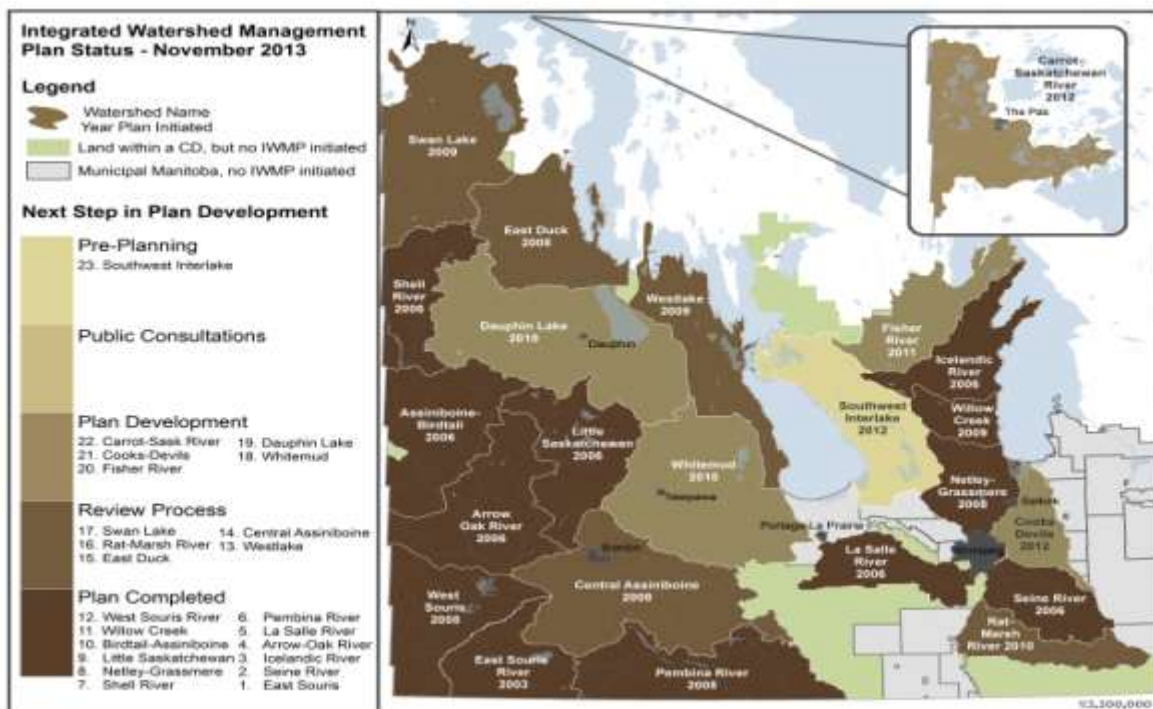 Integrated Watershed Management
Plan Status - November 2013
Legend
Watershed Name
Year Plan Initiated
Land within a CD, but no IWMP initiated
Municipal Manitoba, no IWMP initiated
Next Step in Plan Development
Pre-Planning
23. Southwest Interlake
Public Consultations
Plan Development
22. Carrot-Sask River 19. Dauphin Lake
21. Cooks-Devils 18. Whitemud
20. Fisher River
Review Process
17. Swan Lake 14. Central Assiniboine
16. Rat-Marsh River 13. Westlake
15. East Duck
Plan Completed
12. West Souris River 6. Pembina River
11. Willow Creek 5. La Salle River
10. Birdtail-Assiniboine 4. Arrow-Oak River
9. Little Saskatchewan 3. Icelandic River
8. Netley-Grassmere 2. Seine River
7. Shell River 1. East Souris
N
Carrot-
Saskatchewan
River
2012
The Pas
Swan Lake
2009
East Duck
2008
Shell
River
2006
Westlake
2009
Dauphin Lake
2010
Dauphin
Fisher
River
2011
Icelandic
River
2006
Assiniboine-
Birdtail
2006
Little
Saskatchewan
2006
Southwest
Interlake
2012
Willow
Creek
2009
Whitemud
2010
Neepawa
Netley-
Grassmere
2008
Selkirk
Cooks-
Devils
2012
Arrow
Oak River
2006
Portage La Prairie
Brandon
La Salle
River
2006
Winnipeg
Central Assiniboine
2008
West
Souris
2008
Seine River
2006
Rat-
Marsh
River 2010
East Souris
River
2003
Pembina River
2008